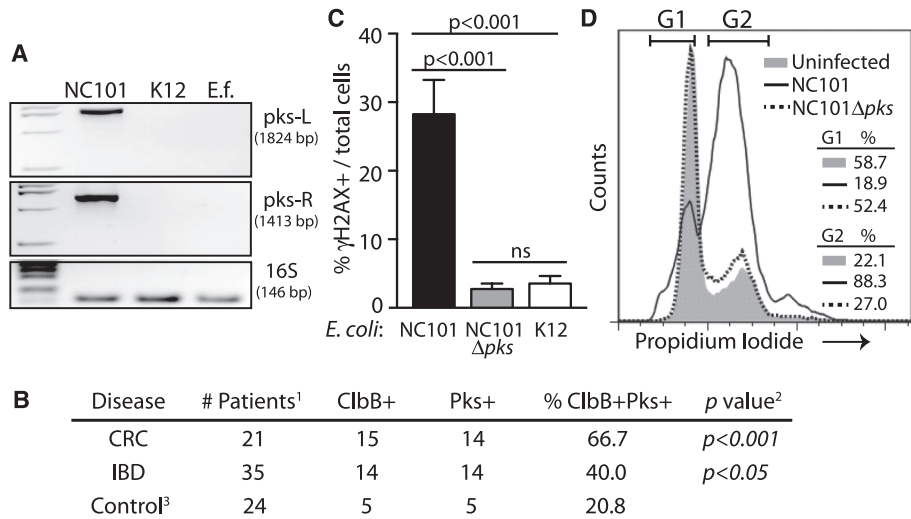 A
NC101 K12 E.f.
pks-L
(1824 bp)
pks-R
(1413 bp)
16S
(146 bp)
C
p<0.001
p<0.001
ns
% γH2AX+ / total cells
40
30
20
10
0
E. coli: NC101 NC101 K12
Δpks
D
G1 G2
Uninfected
NC101
NC101Δpks
G1 %
58.7
18.9
52.4
G2 %
22.1
88.3
27.0
Counts
Propidium Iodide
B
Disease # Patients¹ ClbB+ Pks+ % ClbB+Pks+ p value²
CRC 21 15 14 66.7 p<0.001
IBD 35 14 14 40.0 p<0.05
Control³ 24 5 5 20.8